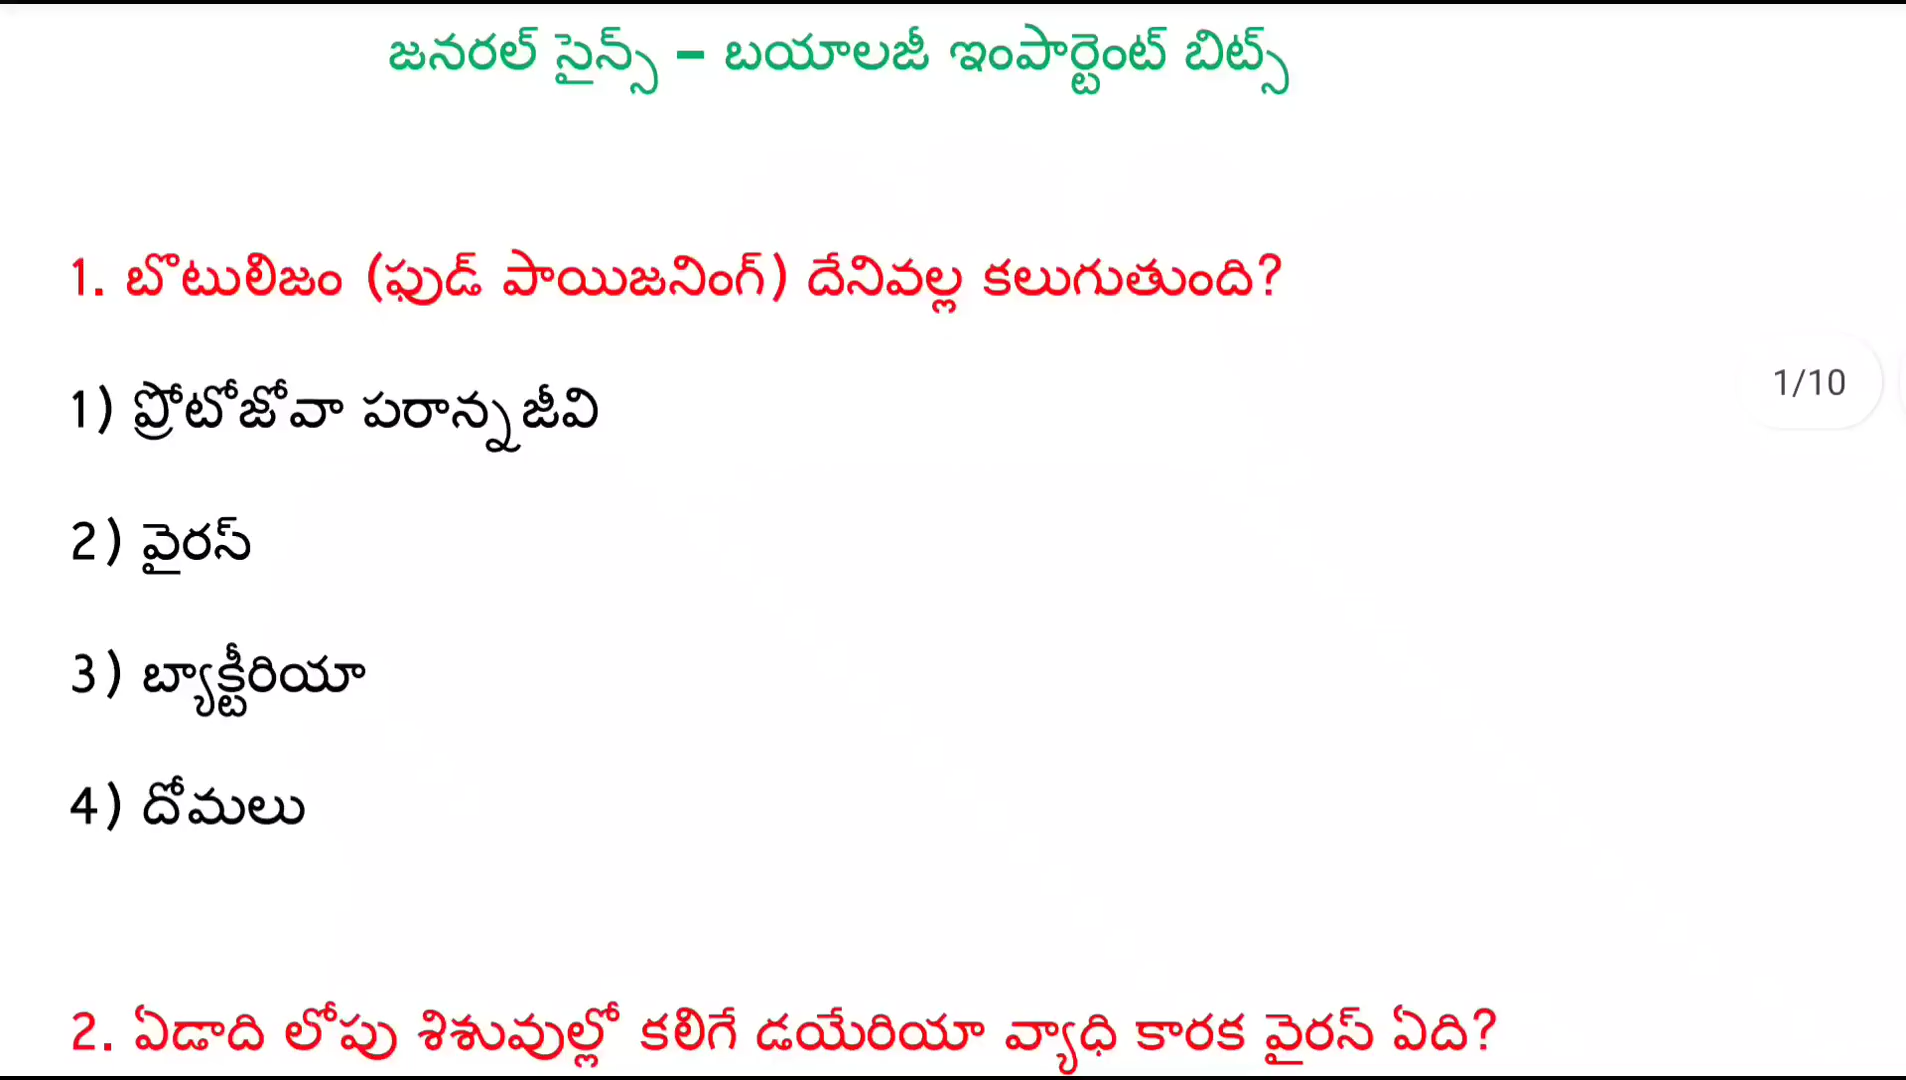 జనరల్ సైన్స్ – బయాలజీ ఇంపార్టెంట్ బిట్స్
1. బొటులిజం (ఫుడ్ పాయిజనింగ్) దేనివల్ల కలుగుతుంది?
1) ప్రోటోజోవా పరాన్నజీవి
1/10
2) వైరస్
3) బ్యాక్టీరియా
4) దోమలు
2. ఏడాది లోపు శిశువుల్లో కలిగే డయేరియా వ్యాధి కారక వైరస్ ఏది?